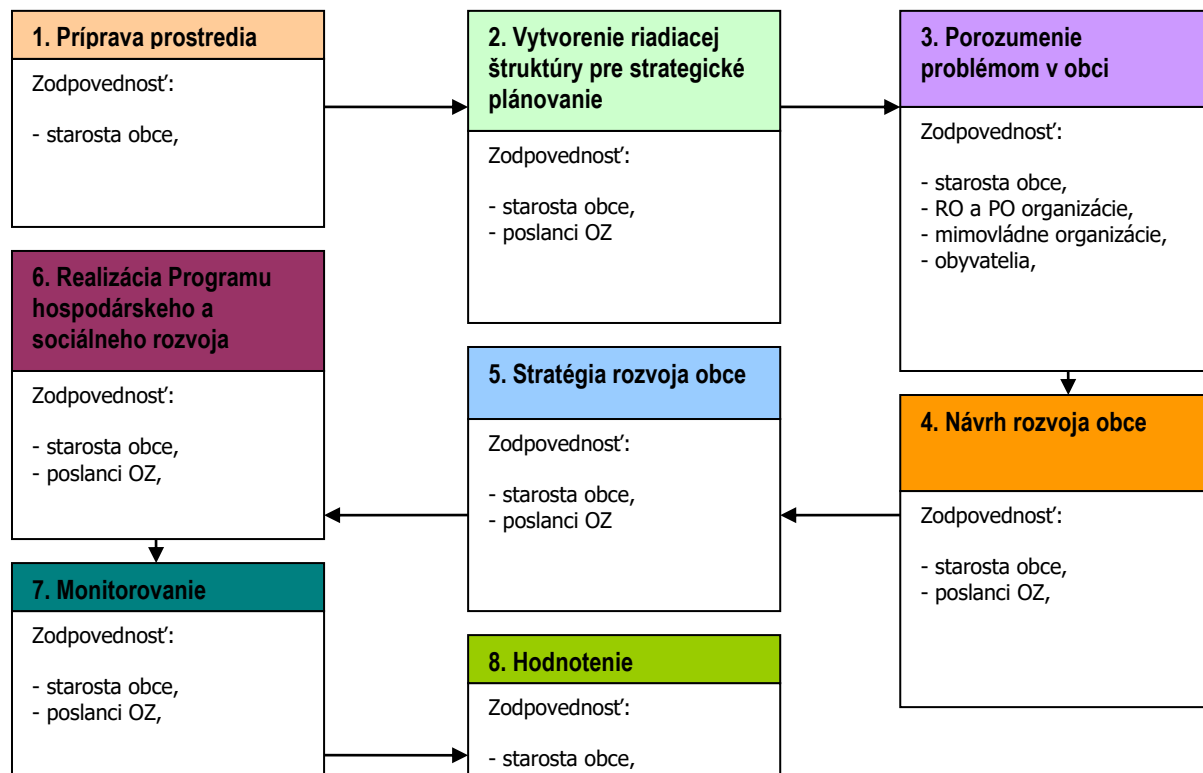 1. Príprava prostredia
Zodpovednosť:
- starosta obce,
2. Vytvorenie riadiacej
štruktúry pre strategické
plánovanie
Zodpovednosť:
- starosta obce,
- poslanci OZ
3. Porozumenie
problémom v obci
Zodpovednosť:
- starosta obce,
- RO a PO organizácie,
- mimovládne organizácie,
- obyvatelia,
4. Návrh rozvoja obce
Zodpovednosť:
- starosta obce,
- poslanci OZ,
5. Stratégia rozvoja obce
Zodpovednosť:
- starosta obce,
- poslanci OZ
6. Realizácia Programu
hospodárskeho a
sociálneho rozvoja
Zodpovednosť:
- starosta obce,
- poslanci OZ,
7. Monitorovanie
Zodpovednosť:
- starosta obce,
- poslanci OZ,
8. Hodnotenie
Zodpovednosť:
- starosta obce,